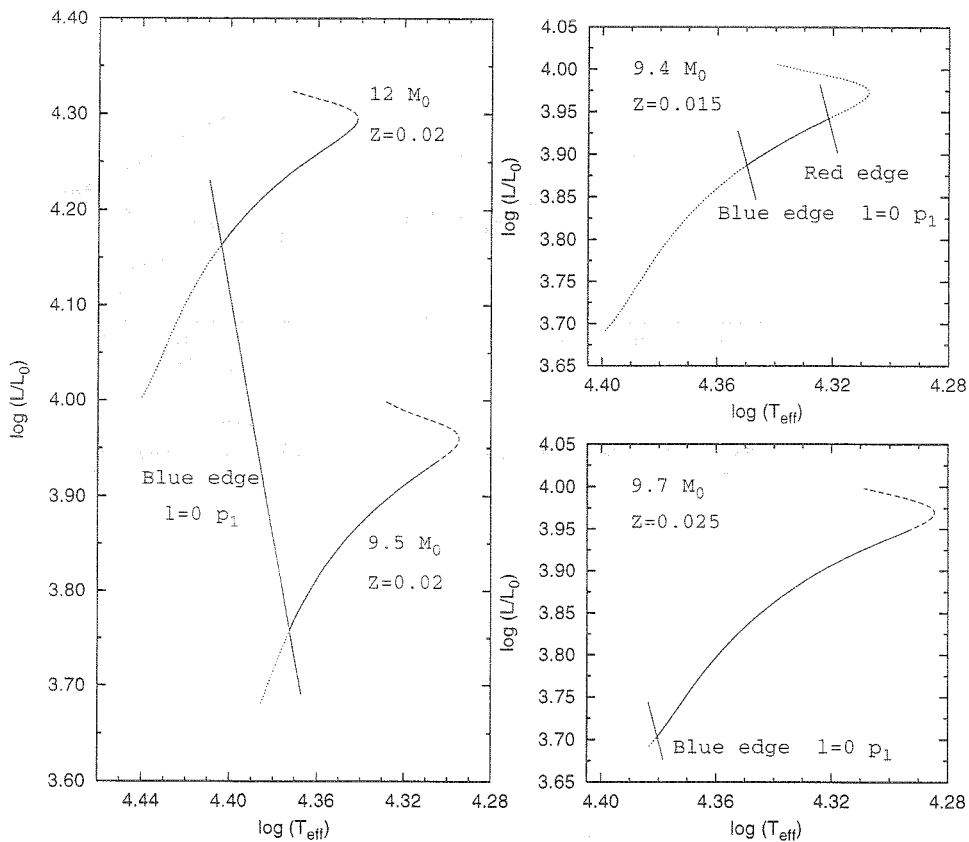 4.40
4.30
4.20
4.10
4.00
3.90
3.80
3.70
3.60
log (L/L0)
12 M0
Z=0.02
Blue edge
l=0 p1
9.5 M0
Z=0.02
4.44 4.40 4.36 4.32 4.28
log (Teff)
4.05
4.00
3.95
3.90
3.85
3.80
3.75
3.70
3.65
log (L/L0)
9.4 M0
Z=0.015
Red edge
Blue edge l=0 p1
4.40 4.36 4.32 4.28
log (Teff)
4.05
4.00
3.95
3.90
3.85
3.80
3.75
3.70
3.65
log (L/L0)
9.7 M0
Z=0.025
Blue edge l=0 p1
4.40 4.36 4.32 4.28
log (Teff)